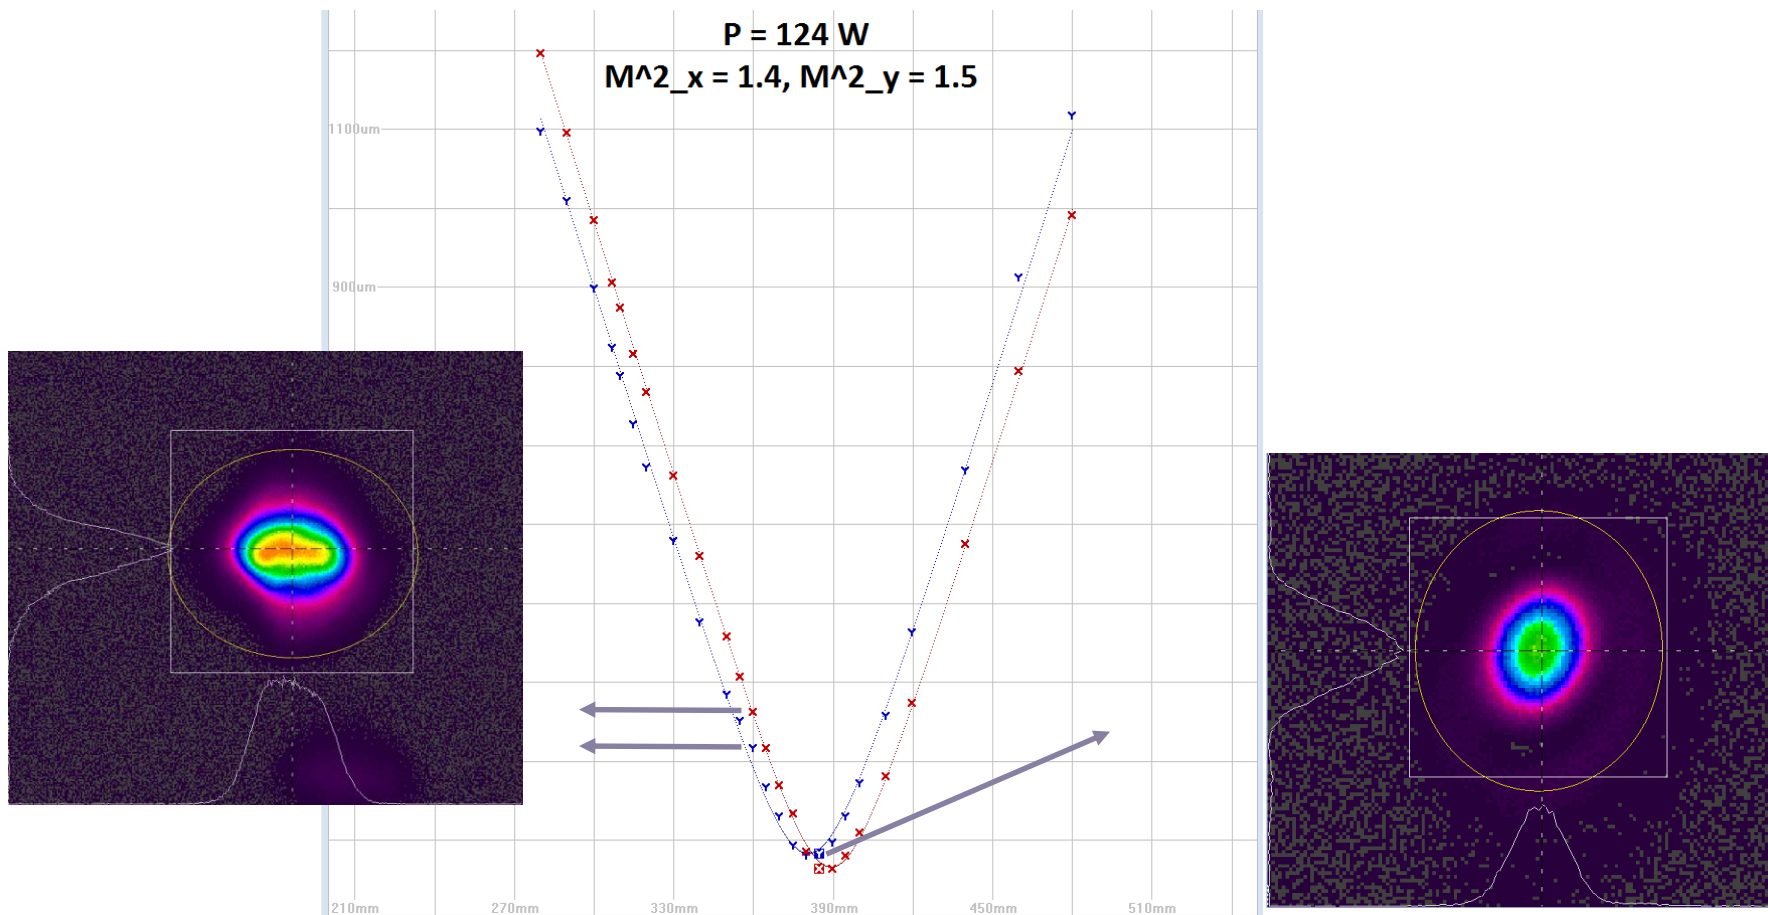 P = 124 W
M^2_x = 1.4, M^2_y = 1.5
1100um
900um
210mm 270mm 330mm 390mm 450mm 510mm